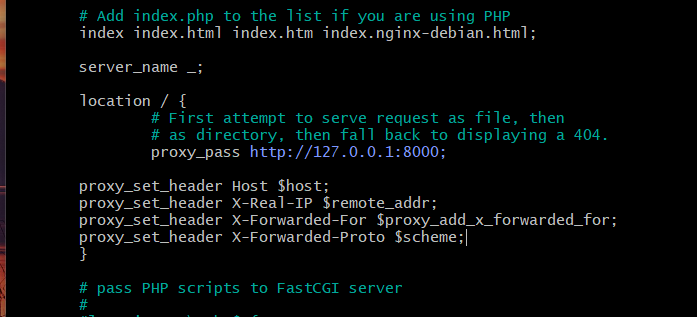 # Add index.php to the list if you are using PHP
index index.html index.htm index.nginx-debian.html;
server_name _;
location / {
# First attempt to serve request as file, then
# as directory, then fall back to displaying a 404.
proxy_pass http://127.0.0.1:8000;
proxy_set_header Host $host;
proxy_set_header X-Real-IP $remote_addr;
proxy_set_header X-Forwarded-For $proxy_add_x_forwarded_for;
proxy_set_header X-Forwarded-Proto $scheme;
}
# pass PHP scripts to FastCGI server
#